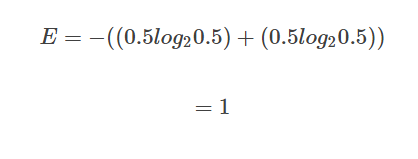 E = −((0.5log₂0.5) + (0.5log₂0.5))
= 1